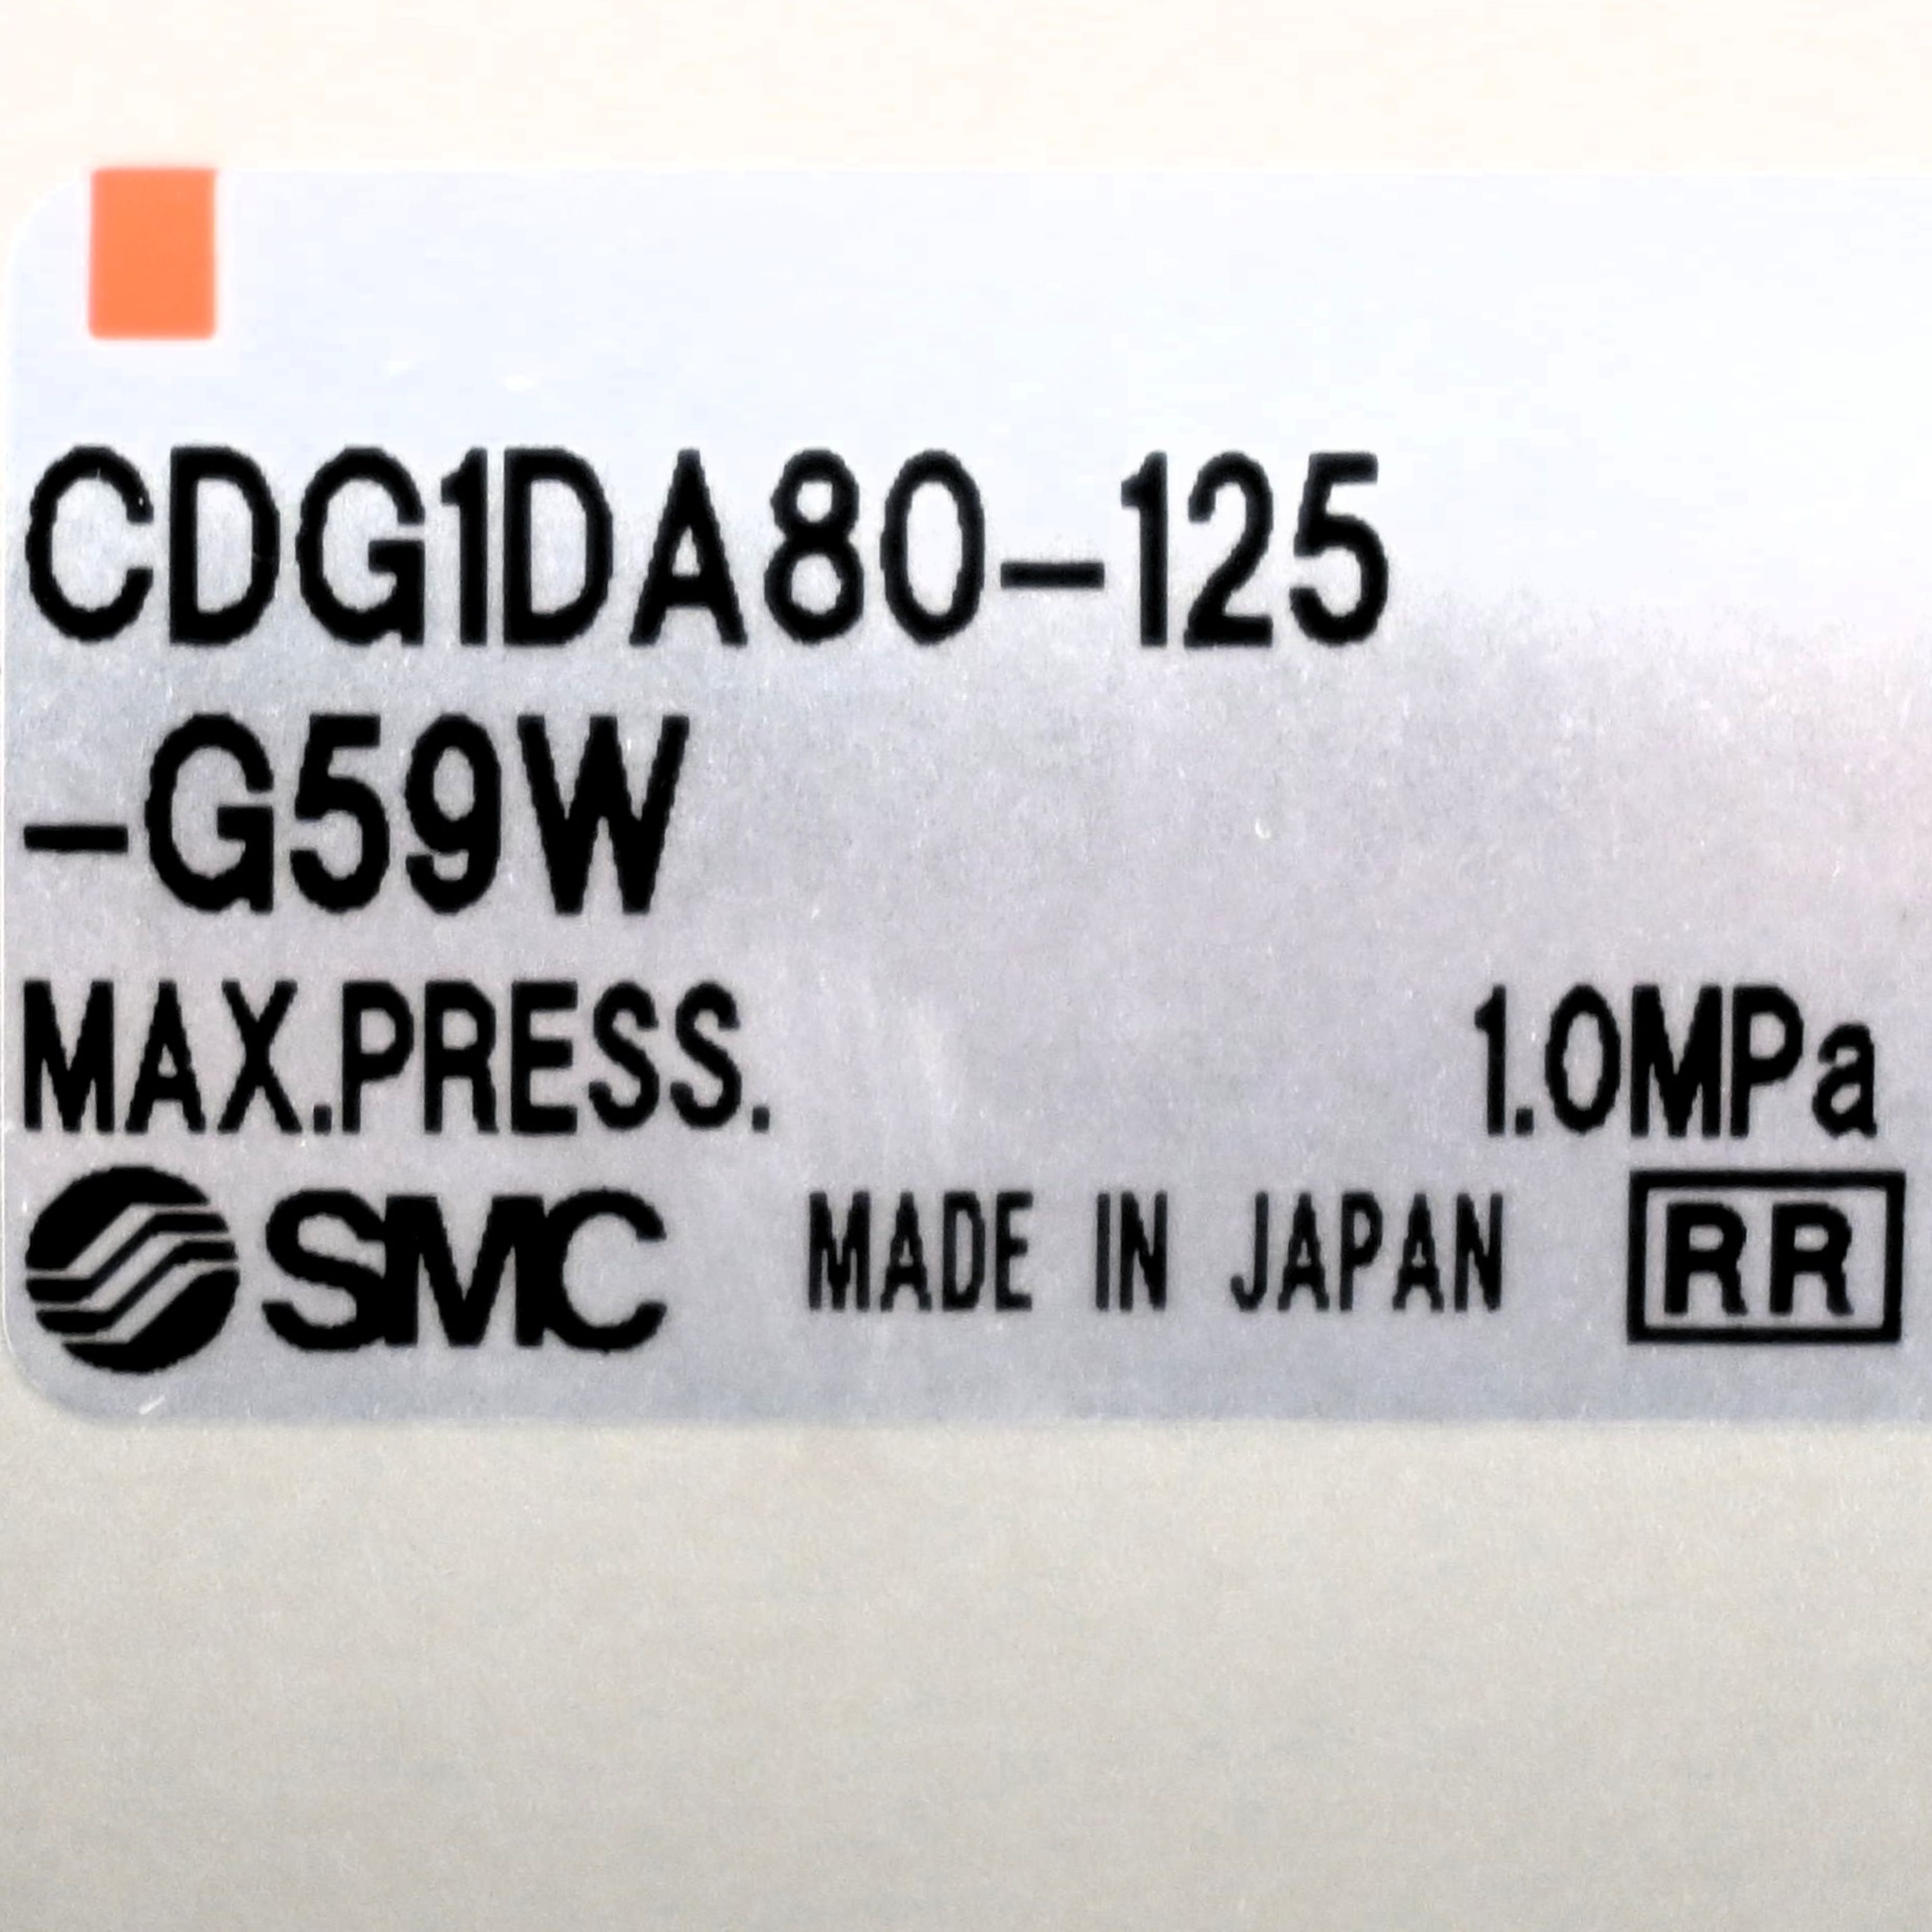 CDG1DA80-125
-G59W
MAX.PRESS. 1.0MPa
SMC MADE IN JAPAN RR